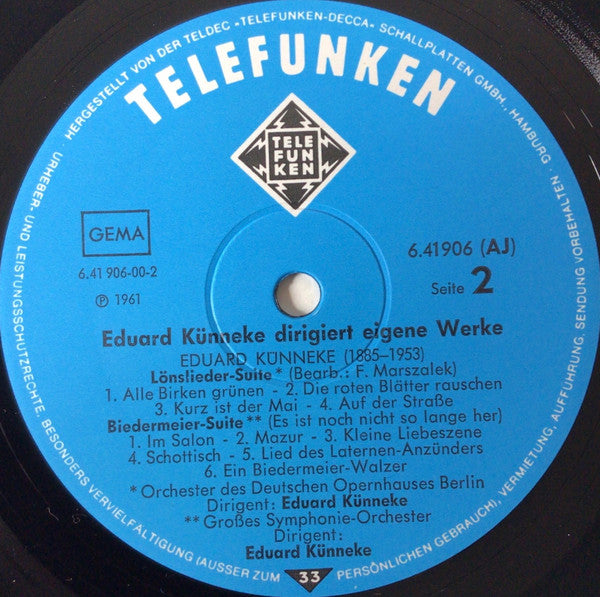 HERGESTELLT VON DER TELDEC »TELEFUNKEN-DECCA« SCHALLPLATTEN GMBH., HAMBURG
TELEFUNKEN
TELE
FUN
KEN
GEMA
6.41 906-00-2
℗ 1961
6.41906 (AJ)
Seite 2
Eduard Künneke dirigiert eigene Werke
EDUARD KÜNNEKE (1885–1953)
Lönslieder-Suite* (Bearb.: F. Marszalek)
1. Alle Birken grünen - 2. Die roten Blätter rauschen
3. Kurz ist der Mai - 4. Auf der Straße
Biedermeier-Suite** (Es ist noch nicht so lange her)
1. Im Salon - 2. Mazur - 3. Kleine Liebeszene
4. Schottisch - 5. Lied des Laternen-Anzünders
6. Ein Biedermeier-Walzer
*Orchester des Deutschen Opernhauses Berlin
Dirigent: Eduard Künneke
**Großes Symphonie-Orchester
Dirigent:
Eduard Künneke
33
URHEBER- UND LEISTUNGSSCHUTZRECHTE, BESONDERS VERVIELFÄLTIGUNG (AUSSER ZUM PERSÖNLICHEN GEBRAUCH), VERMIETUNG, AUFFÜHRUNG, SENDUNG VORBEHALTEN